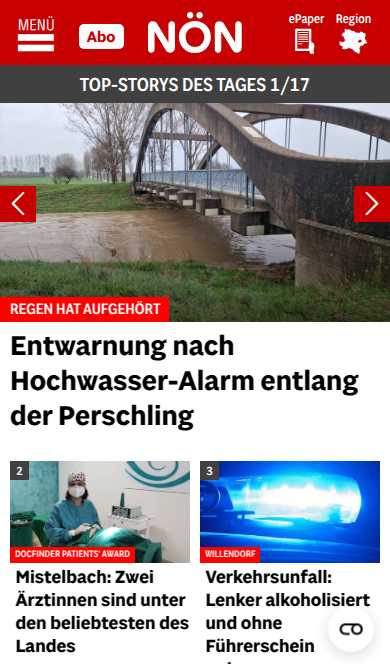 MENÜ
Abo
NÖN
ePaper
Region
TOP-STORYS DES TAGES 1/17
REGEN HAT AUFGEHÖRT
Entwarnung nach
Hochwasser-Alarm entlang
der Perschling
2
DOCFINDER PATIENTS' AWARD
Mistelbach: Zwei
Ärztinnen sind unter
den beliebtesten des
Landes
3
WILLENDORF
Verkehrsunfall:
Lenker alkoholisiert
und ohne
Führerschein